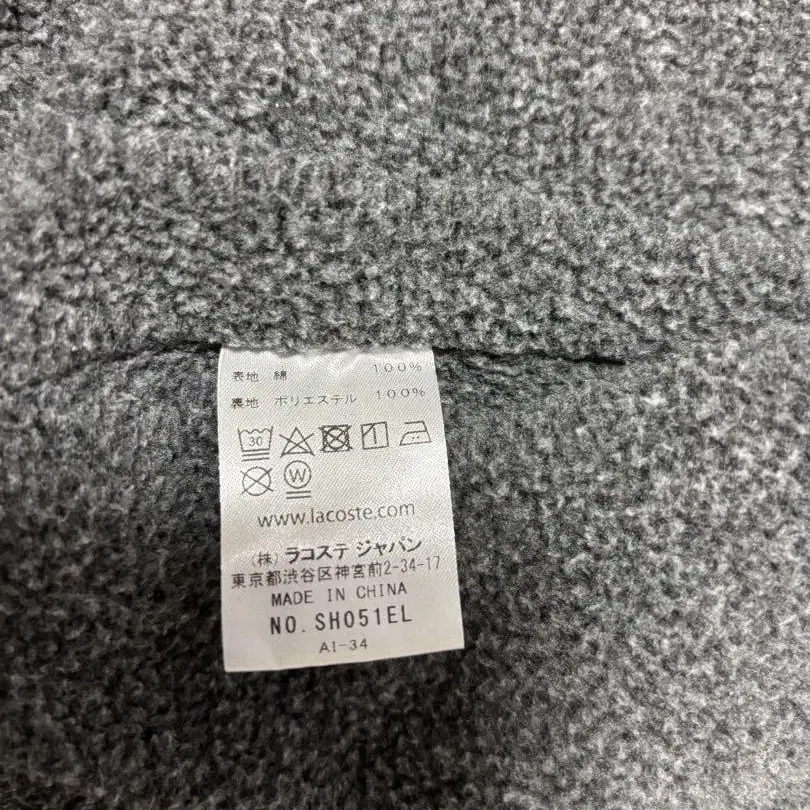 表地 綿 100%
裏地 ポリエステル 100%
30
W
www.lacoste.com
(株) ラコステ ジャパン
東京都渋谷区神宮前2-34-17
MADE IN CHINA
NO. SH051EL
AI-34